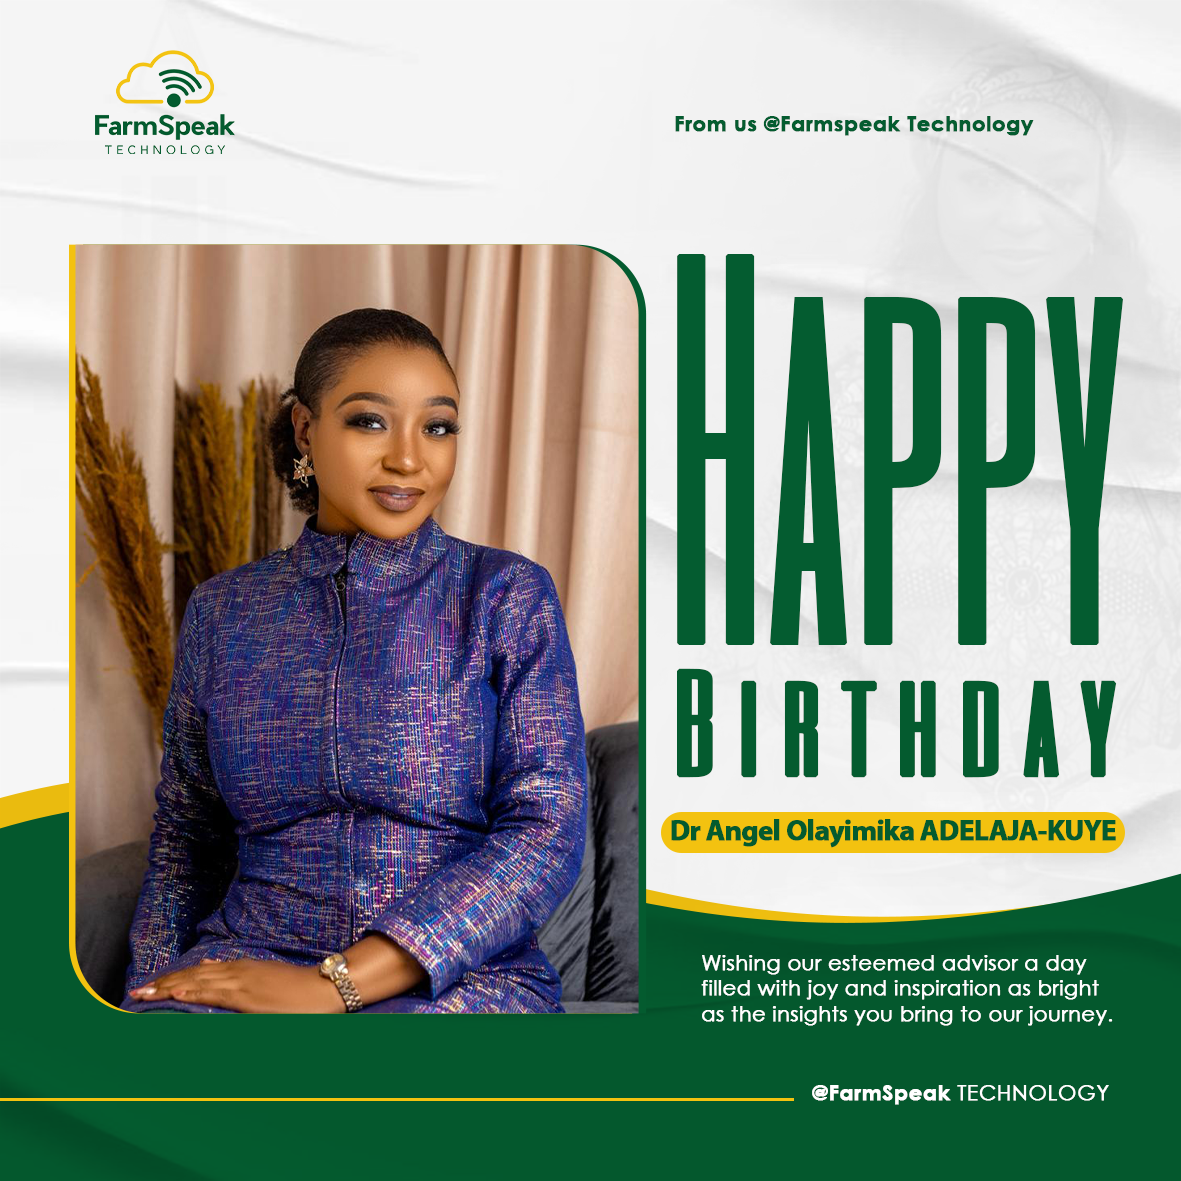 FarmSpeak
TECHNOLOGY
From us @Farmspeak Technology
HAPPY
BIRTHDAY
Dr Angel Olayimika ADELAJA-KUYE
Wishing our esteemed advisor a day
filled with joy and inspiration as bright
as the insights you bring to our journey.
@FarmSpeak TECHNOLOGY